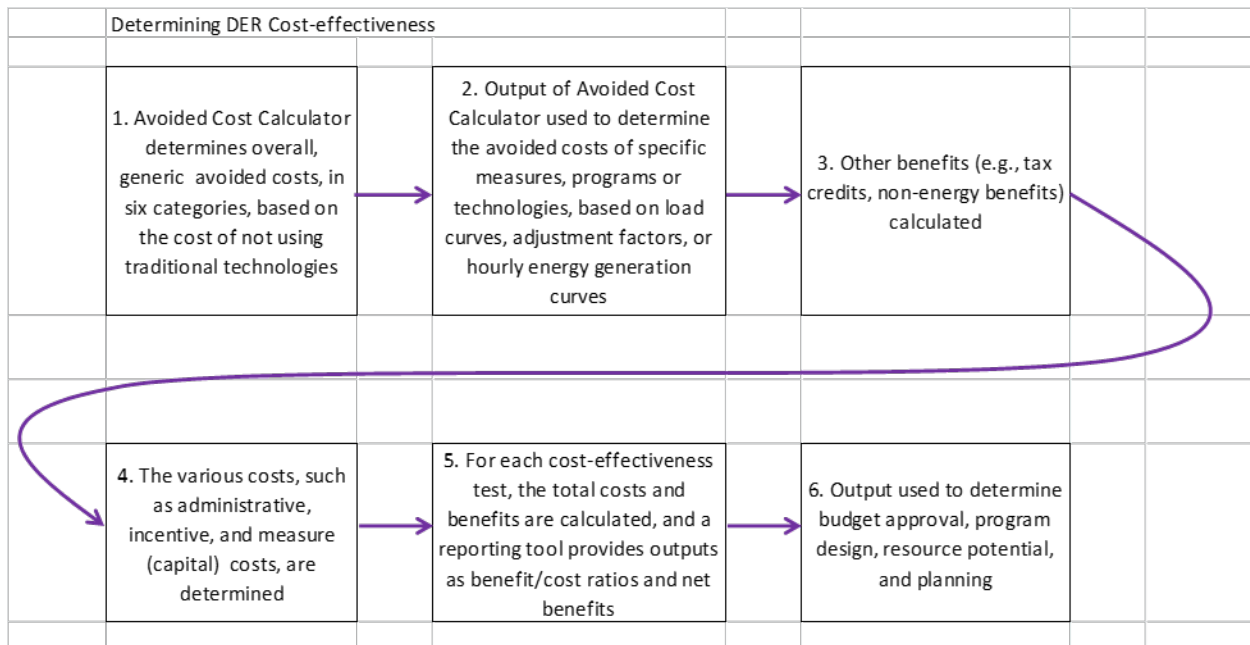 Determining DER Cost-effectiveness
1. Avoided Cost Calculator
determines overall,
generic avoided costs, in
six categories, based on
the cost of not using
traditional technologies
2. Output of Avoided Cost
Calculator used to determine
the avoided costs of specific
measures, programs or
technologies, based on load
curves, adjustment factors, or
hourly energy generation
curves
3. Other benefits (e.g., tax
credits, non-energy benefits)
calculated
4. The various costs, such
as administrative,
incentive, and measure
(capital) costs, are
determined
5. For each cost-effectiveness
test, the total costs and
benefits are calculated, and a
reporting tool provides outputs
as benefit/cost ratios and net
benefits
6. Output used to determine
budget approval, program
design, resource potential,
and planning